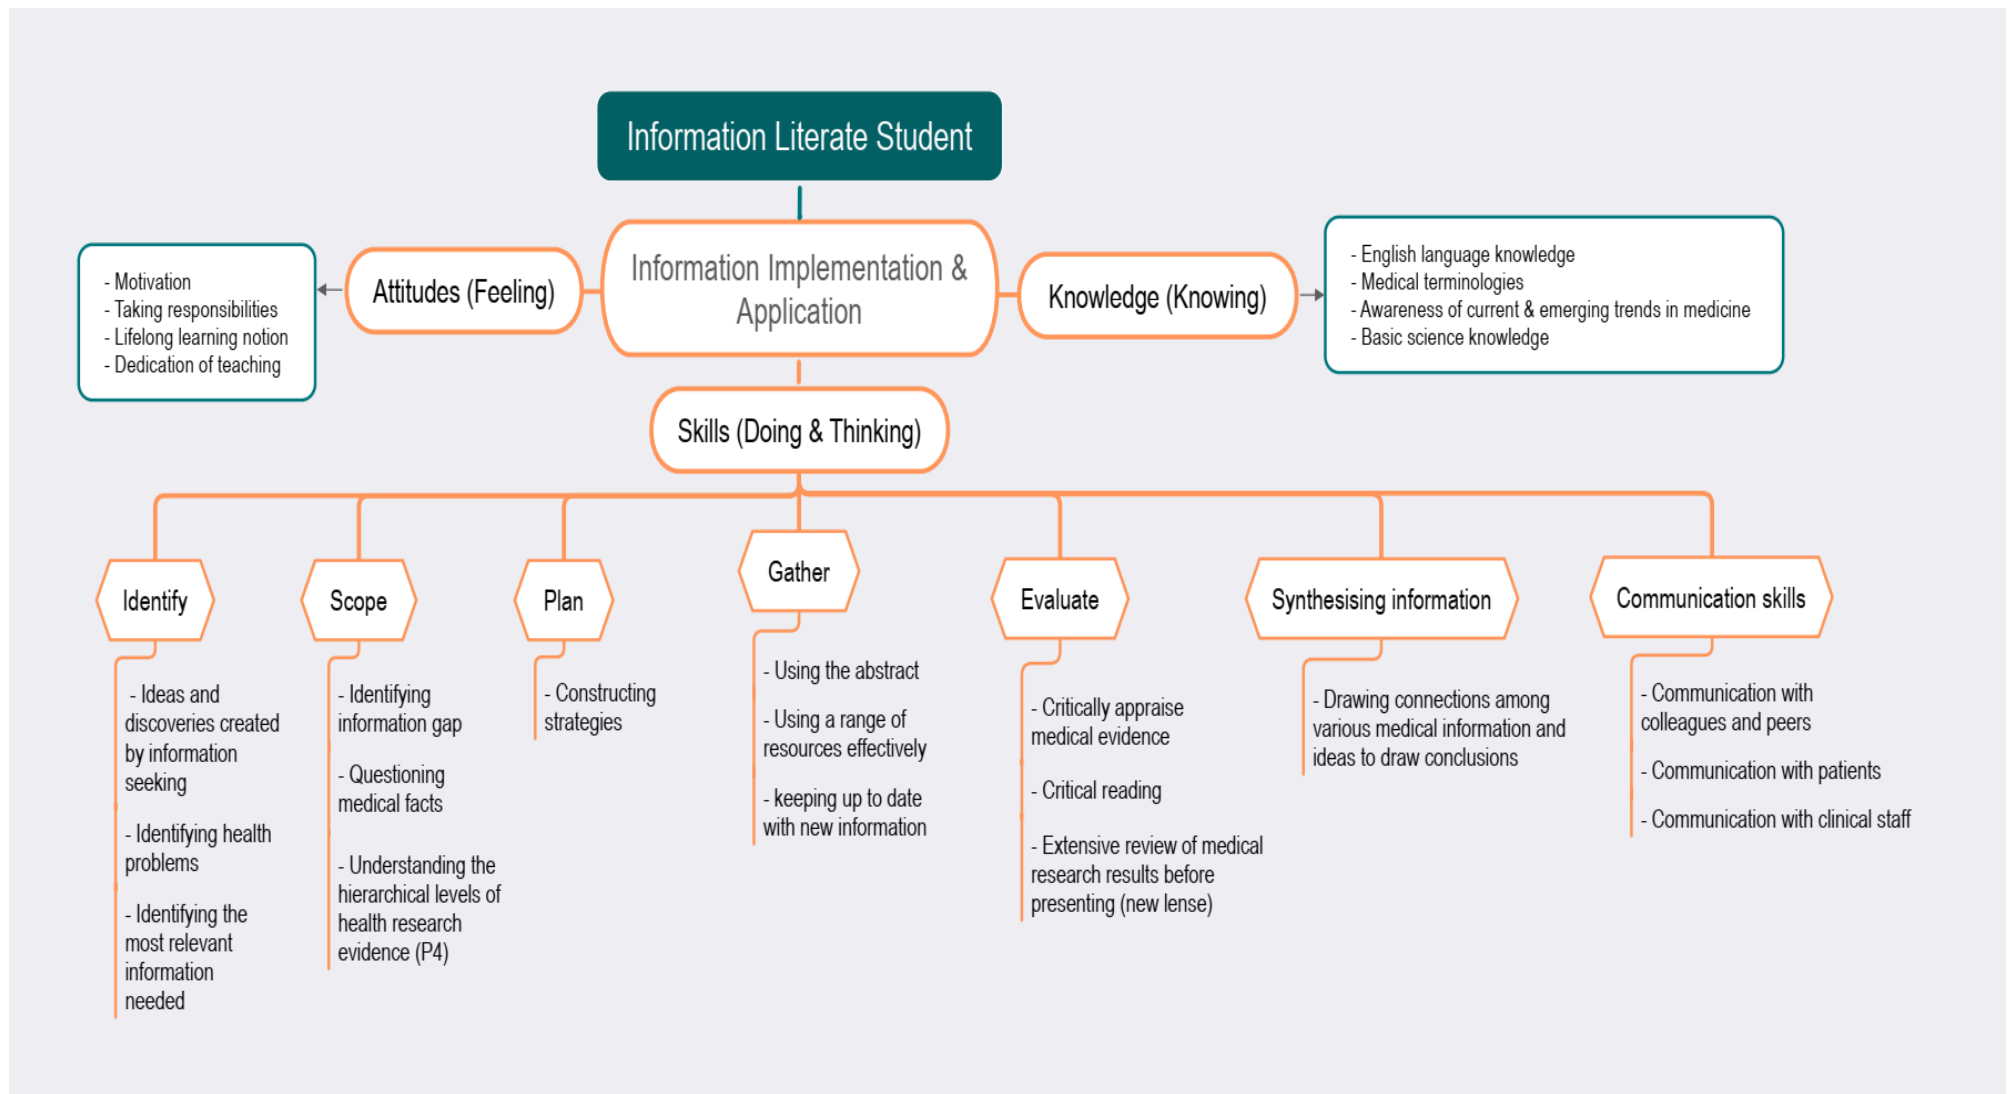 Information Literate Student
Information Implementation &
Application
Attitudes (Feeling)
- Motivation
- Taking responsibilities
- Lifelong learning notion
- Dedication of teaching
Knowledge (Knowing)
- English language knowledge
- Medical terminologies
- Awareness of current & emerging trends in medicine
- Basic science knowledge
Skills (Doing & Thinking)
Identify
- Ideas and
discoveries created
by information
seeking
- Identifying health
problems
- Identifying the
most relevant
information
needed
Scope
- Identifying
information gap
- Questioning
medical facts
- Understanding the
hierarchical levels of
health research
evidence (P4)
Plan
- Constructing
strategies
Gather
- Using the abstract
- Using a range of
resources effectively
- keeping up to date
with new information
Evaluate
- Critically appraise
medical evidence
- Critical reading
- Extensive review of medical
research results before
presenting (new lense)
Synthesising information
- Drawing connections among
various medical information and
ideas to draw conclusions
Communication skills
- Communication with
colleagues and peers
- Communication with patients
- Communication with clinical staff